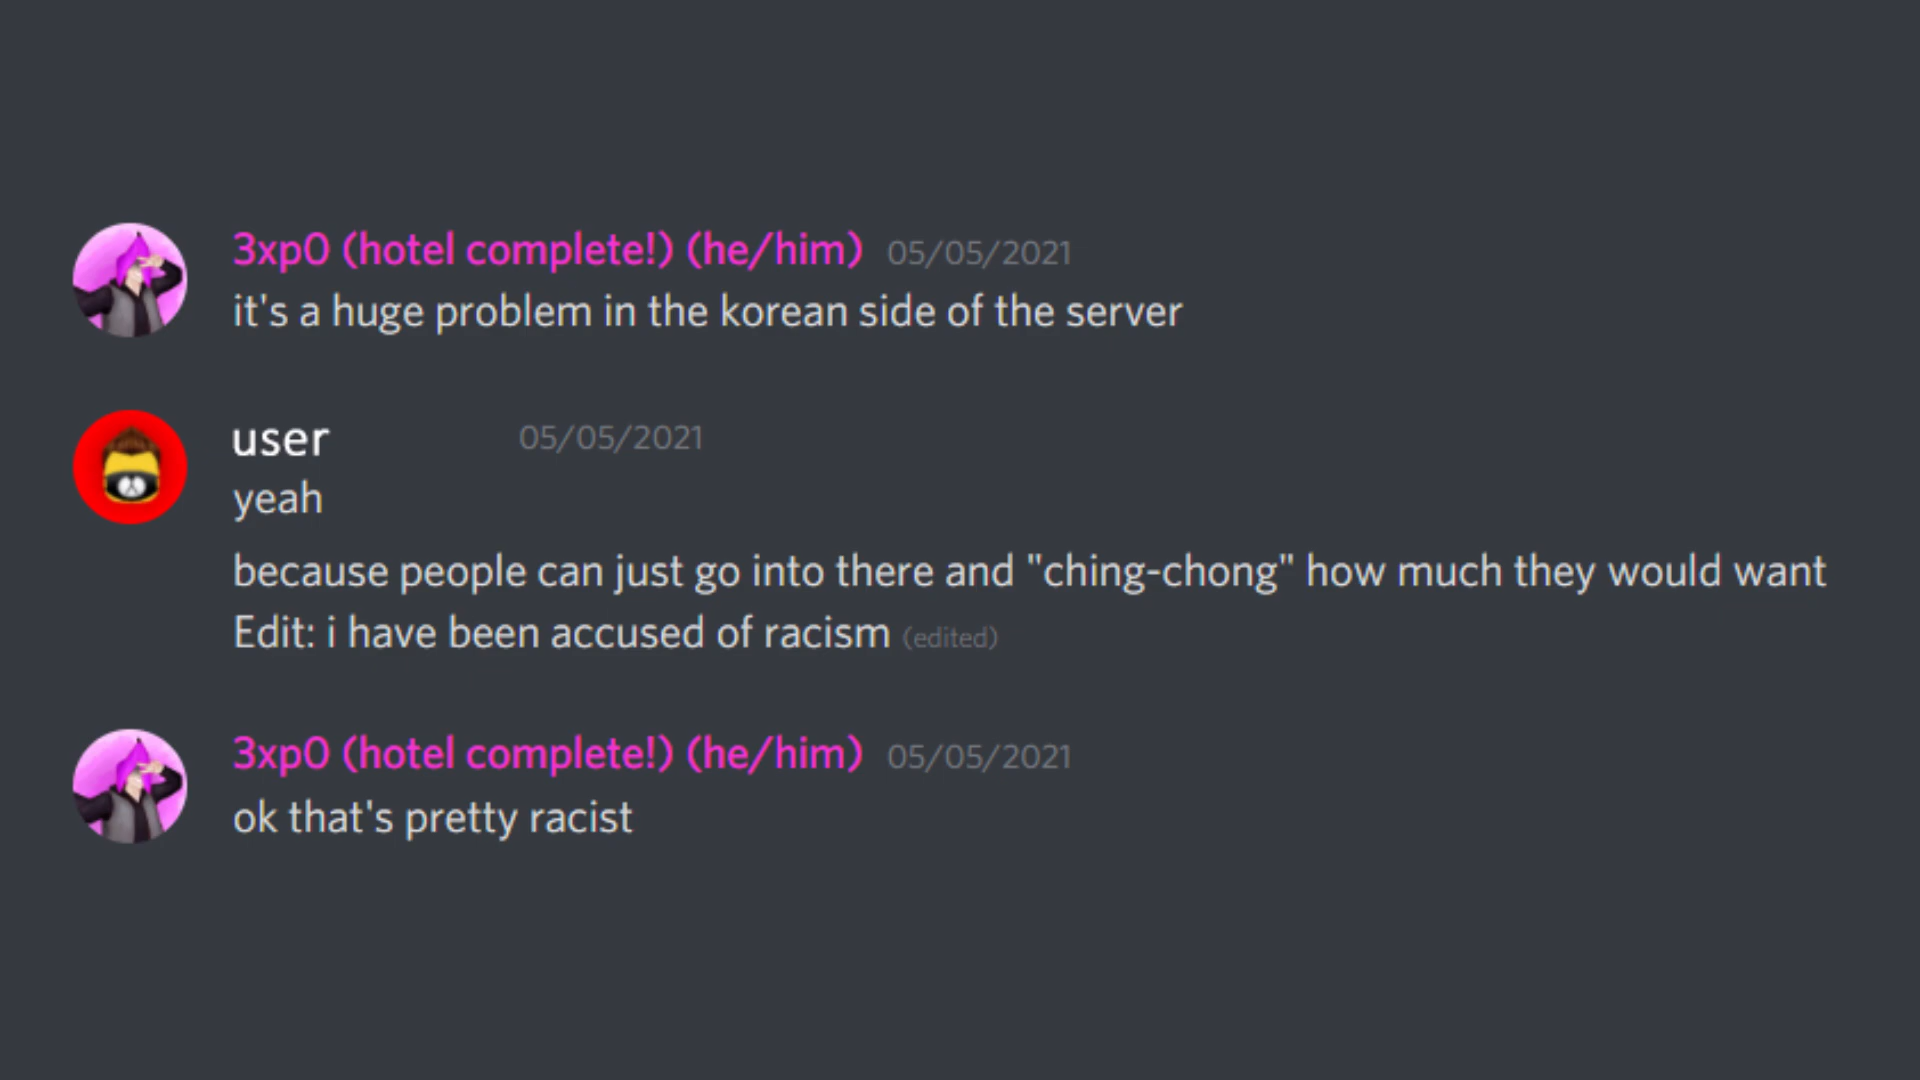 3xp0 (hotel complete!) (he/him) 05/05/2021
it's a huge problem in the korean side of the server
user 05/05/2021
yeah
because people can just go into there and "ching-chong" how much they would want
Edit: i have been accused of racism (edited)
3xp0 (hotel complete!) (he/him) 05/05/2021
ok that's pretty racist